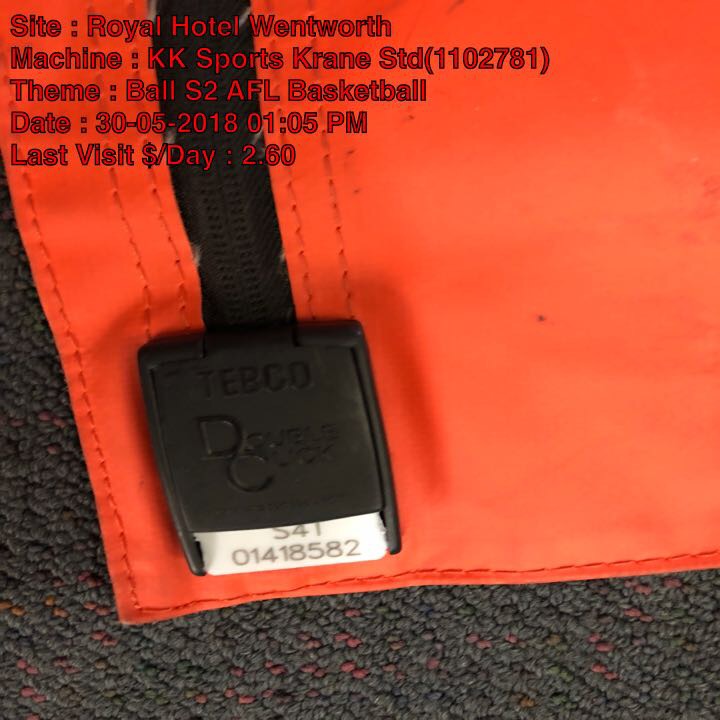 Site : Royal Hotel Wentworth
Machine : KK Sports Krane Std(1102781)
Theme : Ball S2 AFL Basketball
Date : 30-05-2018 01:05 PM
Last Visit $/Day : 2.60
TEBCO
DOUBLE
CLICK
S41
01418582